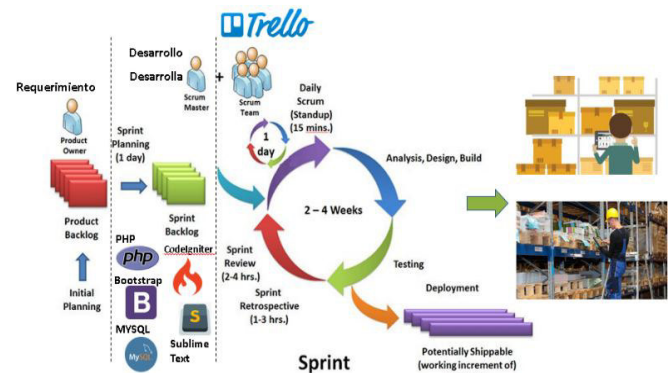 Trello
Desarrollo
Desarrolla
Requerimiento
Scrum
Master
+
Scrum
Team
Daily
Scrum
(Standup)
(15 mins.)
Product
Owner
Sprint
Planning
(1 day)
1
day
Analysis, Design, Build
2 – 4 Weeks
Product
Backlog
Sprint
Backlog
PHP
php
CodeIgniter
Sprint
Review
(2-4 hrs.)
Testing
Bootstrap
B
Initial
Planning
Sprint
Retrospective
(1-3 hrs.)
Deployment
MYSQL
MySQL
S
Sublime
Text
Sprint
Potentially Shippable
(working increment of)